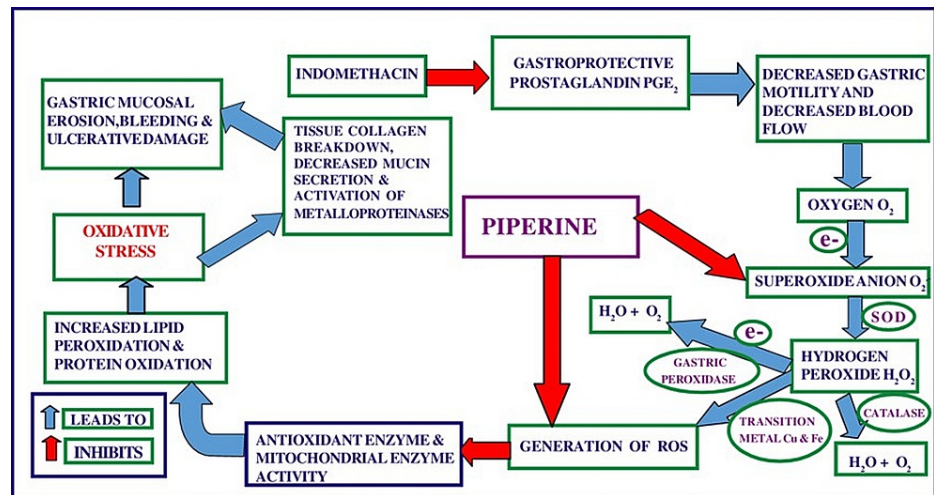 INDOMETHACIN
GASTROPROTECTIVE
PROSTAGLANDIN PGE₂
DECREASED GASTRIC
MOTILITY AND
DECREASED BLOOD
FLOW
GASTRIC MUCOSAL
EROSION,BLEEDING &
ULCERATIVE DAMAGE
TISSUE COLLAGEN
BREAKDOWN,
DECREASED MUCIN
SECRETION &
ACTIVATION OF
METALLOPROTEINASES
OXYGEN O₂
PIPERINE
e-
OXIDATIVE
STRESS
SUPEROXIDE ANION O₂⁻
SOD
H₂O + O₂
e-
INCREASED LIPID
PEROXIDATION &
PROTEIN OXIDATION
GASTRIC
PEROXIDASE
HYDROGEN
PEROXIDE H₂O₂
LEADS TO
INHIBITS
ANTIOXIDANT ENZYME &
MITOCHONDRIAL ENZYME
ACTIVITY
GENERATION OF ROS
TRANSITION
METAL Cu & Fe
CATALASE
H₂O + O₂